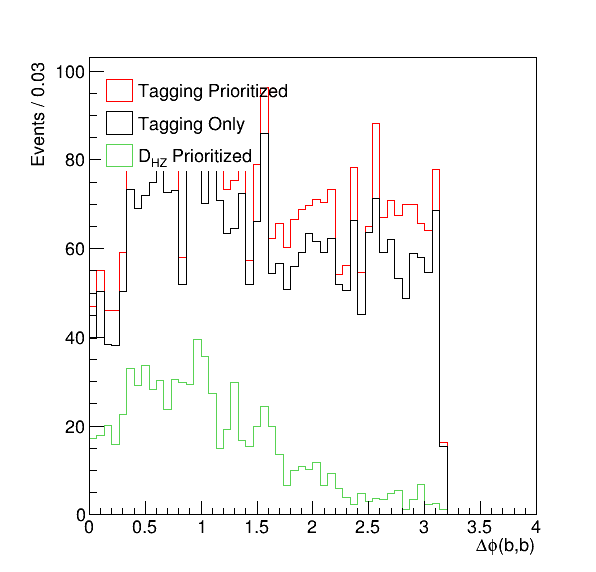 Events / 0.03
100
80
60
40
20
0
Tagging Prioritized
Tagging Only
D_HZ Prioritized
0 0.5 1 1.5 2 2.5 3 3.5 4
Δϕ(b,b)